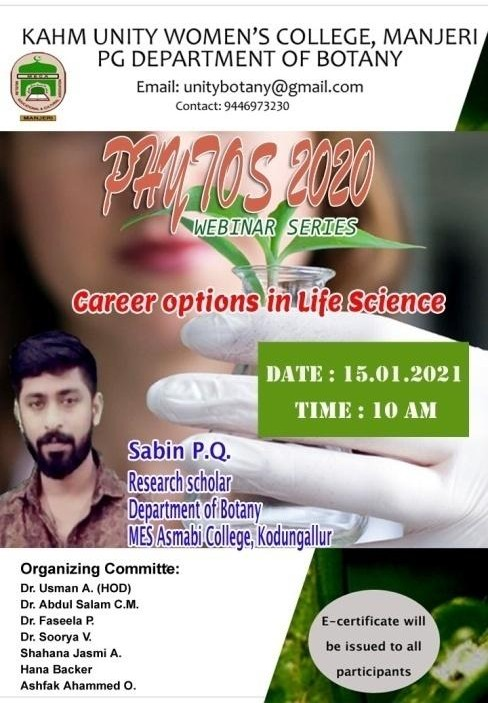 KAHM UNITY WOMEN'S COLLEGE, MANJERI
PG DEPARTMENT OF BOTANY
Email: unitybotany@gmail.com
Contact: 9446973230
MANJERI
PHYTOS 2020
WEBINAR SERIES
Career options in Life Science
DATE : 15.01.2021
TIME : 10 AM
Sabin P.Q.
Research scholar
Department of Botany
MES Asmabi College, Kodungallur
Organizing Committe:
Dr. Usman A. (HOD)
Dr. Abdul Salam C.M.
Dr. Faseela P.
Dr. Soorya V.
Shahana Jasmi A.
Hana Backer
Ashfak Ahammed O.
E-certificate will
be issued to all
participants